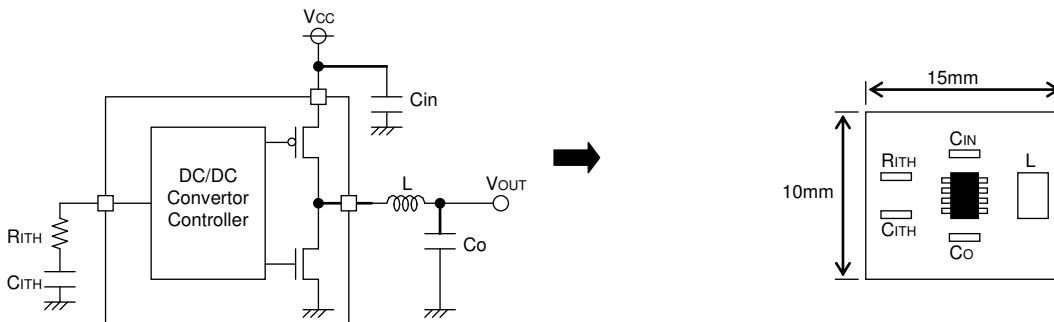 VCC
Cin
DC/DC
Convertor
Controller
L
VOUT
RITH
Co
CITH
15mm
CIN
RITH
L
10mm
CITH
CO